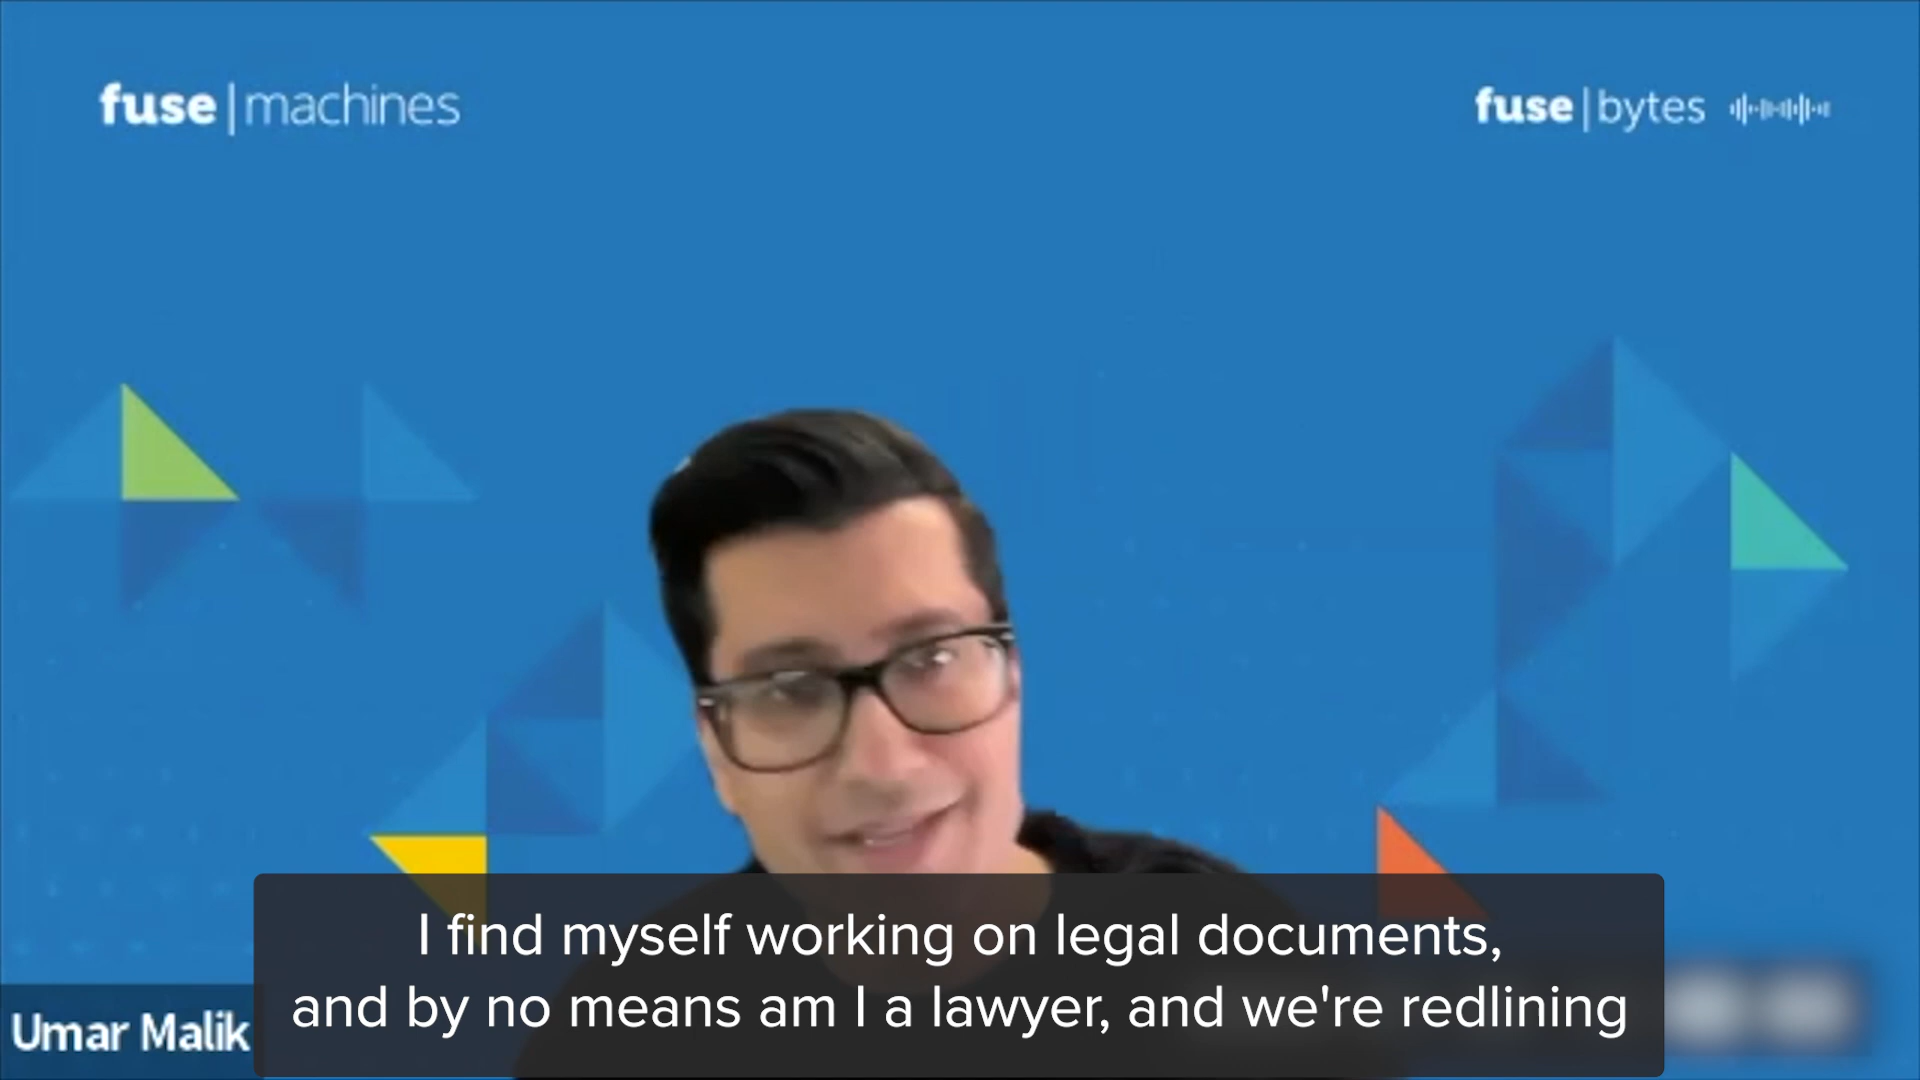 fuse|machines
fuse|bytes
I find myself working on legal documents,
and by no means am I a lawyer, and we're redlining
Umar Malik